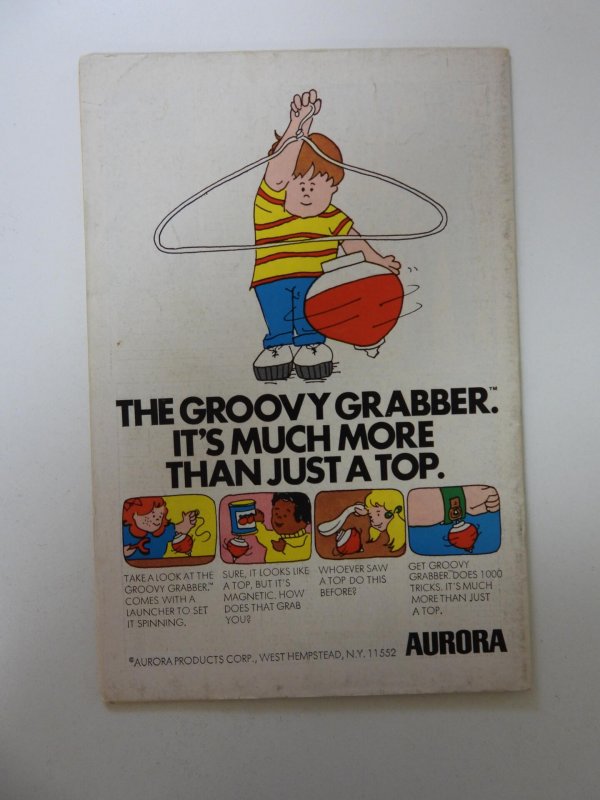 THE GROOVY GRABBER.™
IT'S MUCH MORE
THAN JUST A TOP.
TAKE A LOOK AT THE
GROOVY GRABBER.™
COMES WITH A
LAUNCHER TO SET
IT SPINNING.
SURE, IT LOOKS LIKE
A TOP, BUT IT'S
MAGNETIC. HOW
DOES THAT GRAB
YOU?
WHOEVER SAW
A TOP DO THIS
BEFORE?
GET GROOVY
GRABBER. DOES 1000
TRICKS. IT'S MUCH
MORE THAN JUST
A TOP.
©AURORA PRODUCTS CORP., WEST HEMPSTEAD, N.Y. 11552
AURORA